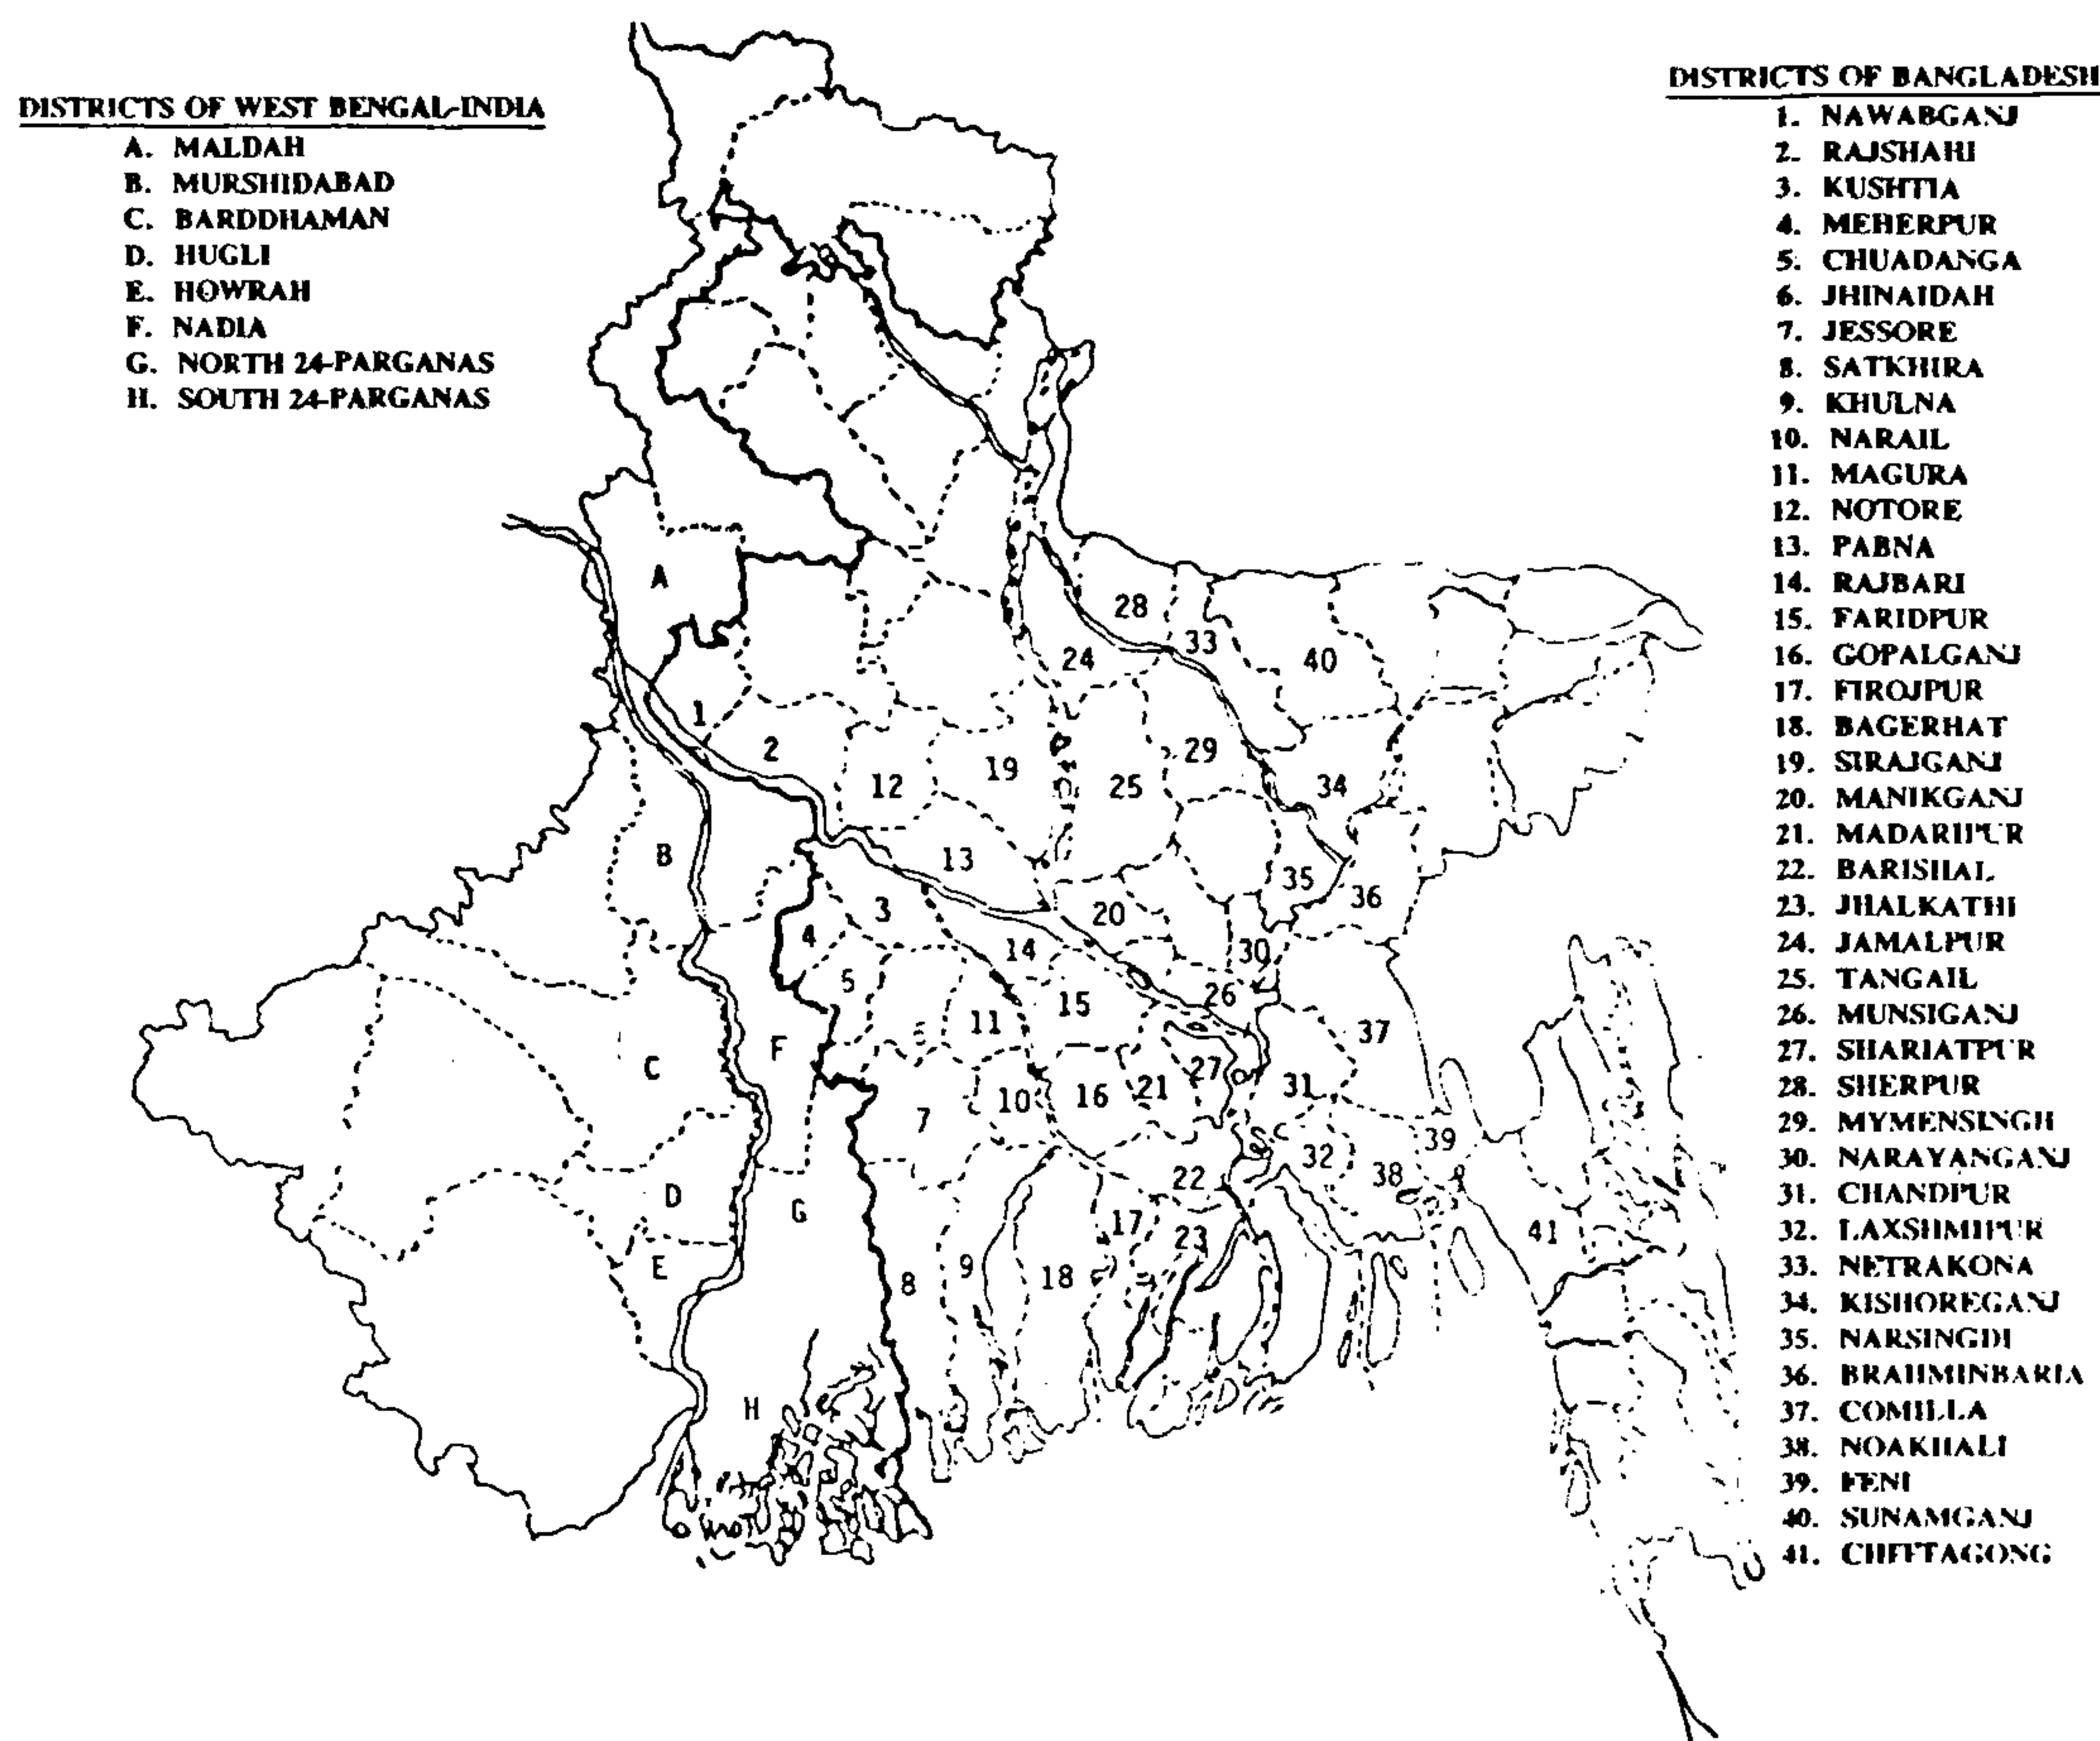 DISTRICTS OF WEST BENGAL-INDIA
A. MALDAH
B. MURSHIDABAD
C. BARDDHAMAN
D. HUGLI
E. HOWRAH
F. NADIA
G. NORTH 24-PARGANAS
H. SOUTH 24-PARGANAS
DISTRICTS OF BANGLADESH
1. NAWABGANJ
2. RAJSHAHI
3. KUSHTIA
4. MEHERPUR
5. CHUADANGA
6. JHINAIDAH
7. JESSORE
8. SATKHIRA
9. KHULNA
10. NARAIL
11. MAGURA
12. NOTORE
13. PABNA
14. RAJBARI
15. FARIDPUR
16. GOPALGANJ
17. FIROJPUR
18. BAGERHAT
19. SIRAJGANJ
20. MANIKGANJ
21. MADARIPUR
22. BARISHAL
23. JHALKATHI
24. JAMALPUR
25. TANGAIL
26. MUNSIGANJ
27. SHARIATPUR
28. SHERPUR
29. MYMENSINGH
30. NARAYANGANJ
31. CHANDPUR
32. LAXSHMIPUR
33. NETRAKONA
34. KISHOREGANJ
35. NARSINGDI
36. BRAHMINBARIA
37. COMILLA
38. NOAKHALI
39. FENI
40. SUNAMGANJ
41. CHITTAGONG
A
28
33
24
40
1
2
29
19
12
25
34
B
13
35
36
3
20
4
14
30
5
26
15
11
6
37
F
C
27
31
21
16
10
7
39
32
38
22
D
G
17
41
23
E
9
18
8
H